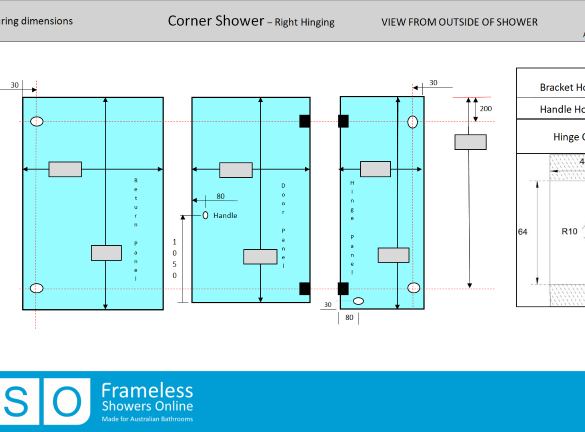 ring dimensions
Corner Shower – Right Hinging
VIEW FROM OUTSIDE OF SHOWER
30
30
200
Return Panel
Door Panel
Hinge Panel
80
Handle
1050
30
80
Bracket Ho
Handle Ho
Hinge C
4
64
R10
SO
Frameless
Showers Online
Made for Australian Bathrooms